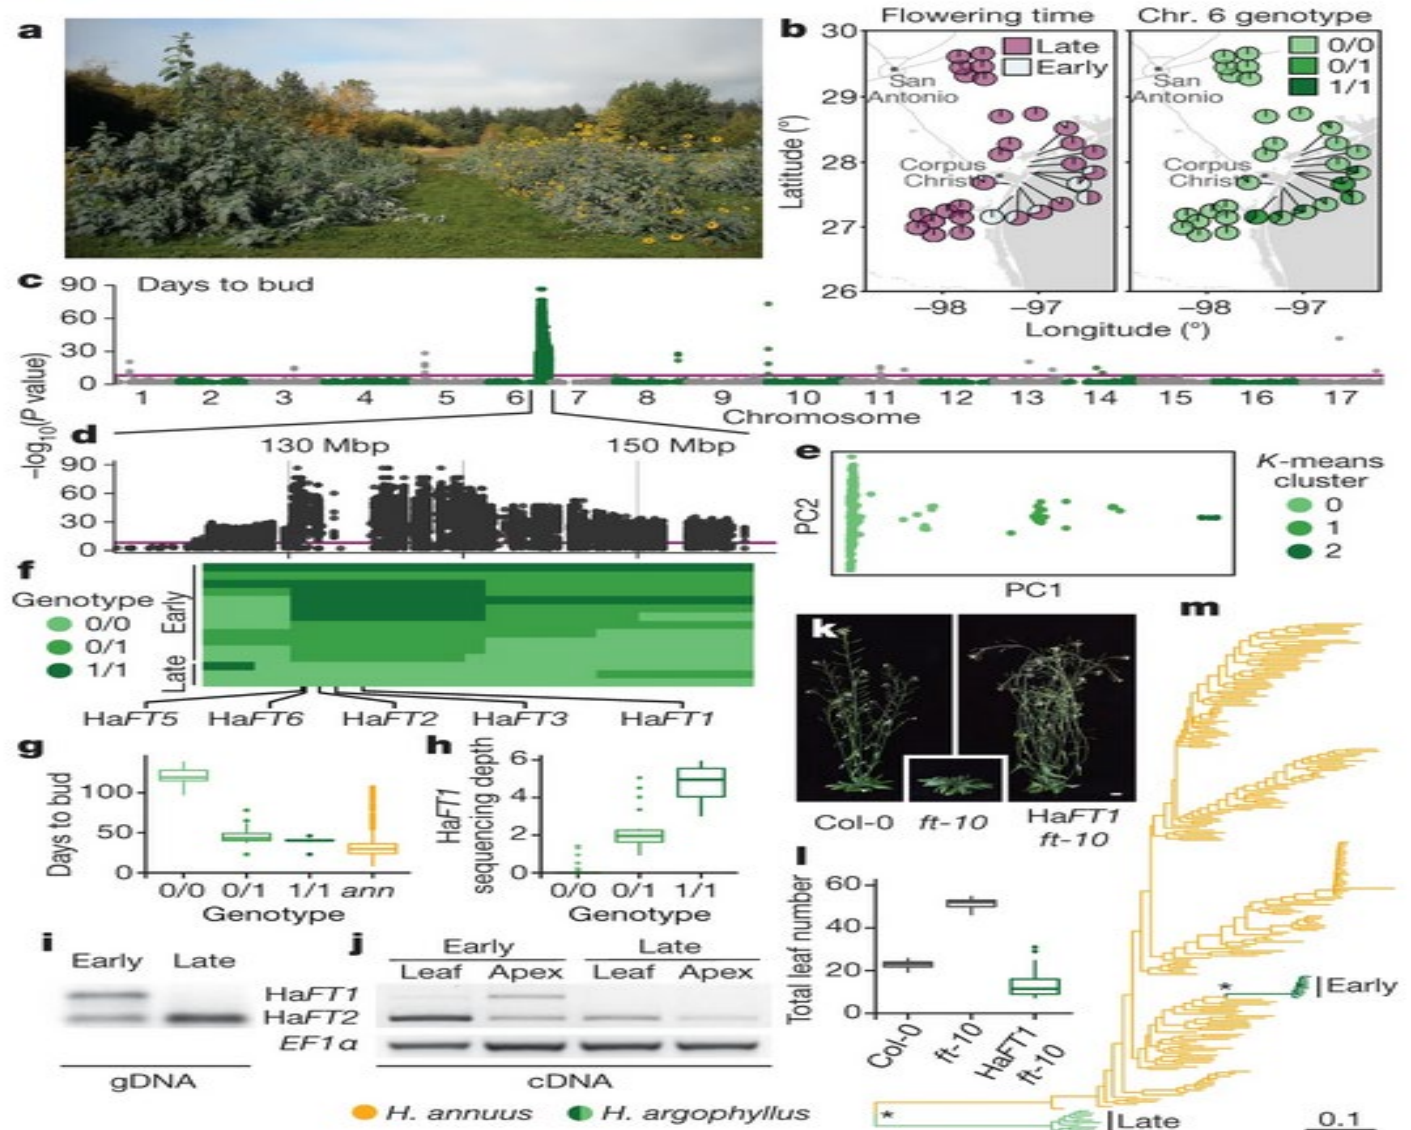 a
b
Flowering time
Chr. 6 genotype
30
29
28
27
26
Latitude (°)
Late
Early
San
Antonio
Corpus
Christi
−98
−97
0/0
0/1
1/1
San
Antonio
Corpus
Christi
−98
−97
Longitude (°)
c
Days to bud
90
60
30
0
−log10(P value)
1 2 3 4 5 6 7 8 9 10 11 12 13 14 15 16 17
Chromosome
d
130 Mbp
150 Mbp
90
60
30
0
e
PC2
PC1
K-means
cluster
0
1
2
f
Genotype
0/0
0/1
1/1
Early
Late
HaFT5 HaFT6 HaFT2 HaFT3 HaFT1
g
Days to bud
100
50
0
0/0 0/1 1/1 ann
Genotype
h
HaFT1
sequencing depth
6
4
2
0
0/0 0/1 1/1
Genotype
i
Early Late
HaFT1
HaFT2
EF1α
gDNA
j
Early Late
Leaf Apex Leaf Apex
cDNA
k
Col-0
ft-10
HaFT1
ft-10
l
Total leaf number
60
40
20
0
Col-0
ft-10
HaFT1
ft-10
m
*
Early
*
Late
0.1
H. annuus
H. argophyllus